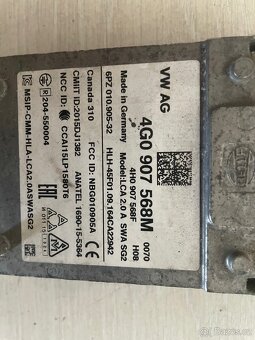 VW AG
4G0 907 568M
0070
4H0 907 568F
H08
Model:LCA 2.0 A SWA SG2
Made in Germany
HLH-45F01.09.164CA22942
6PZ 010.905-32
Canada 310
FCC ID: NBG010905A
CMIIT ID:2015DJ1382
ANATEL 1690-15-5364
NCC ID:
CCAI15LP1580T6
R 204-550004
MSIP-CMM-HLA-LCA2.0ASWASG2